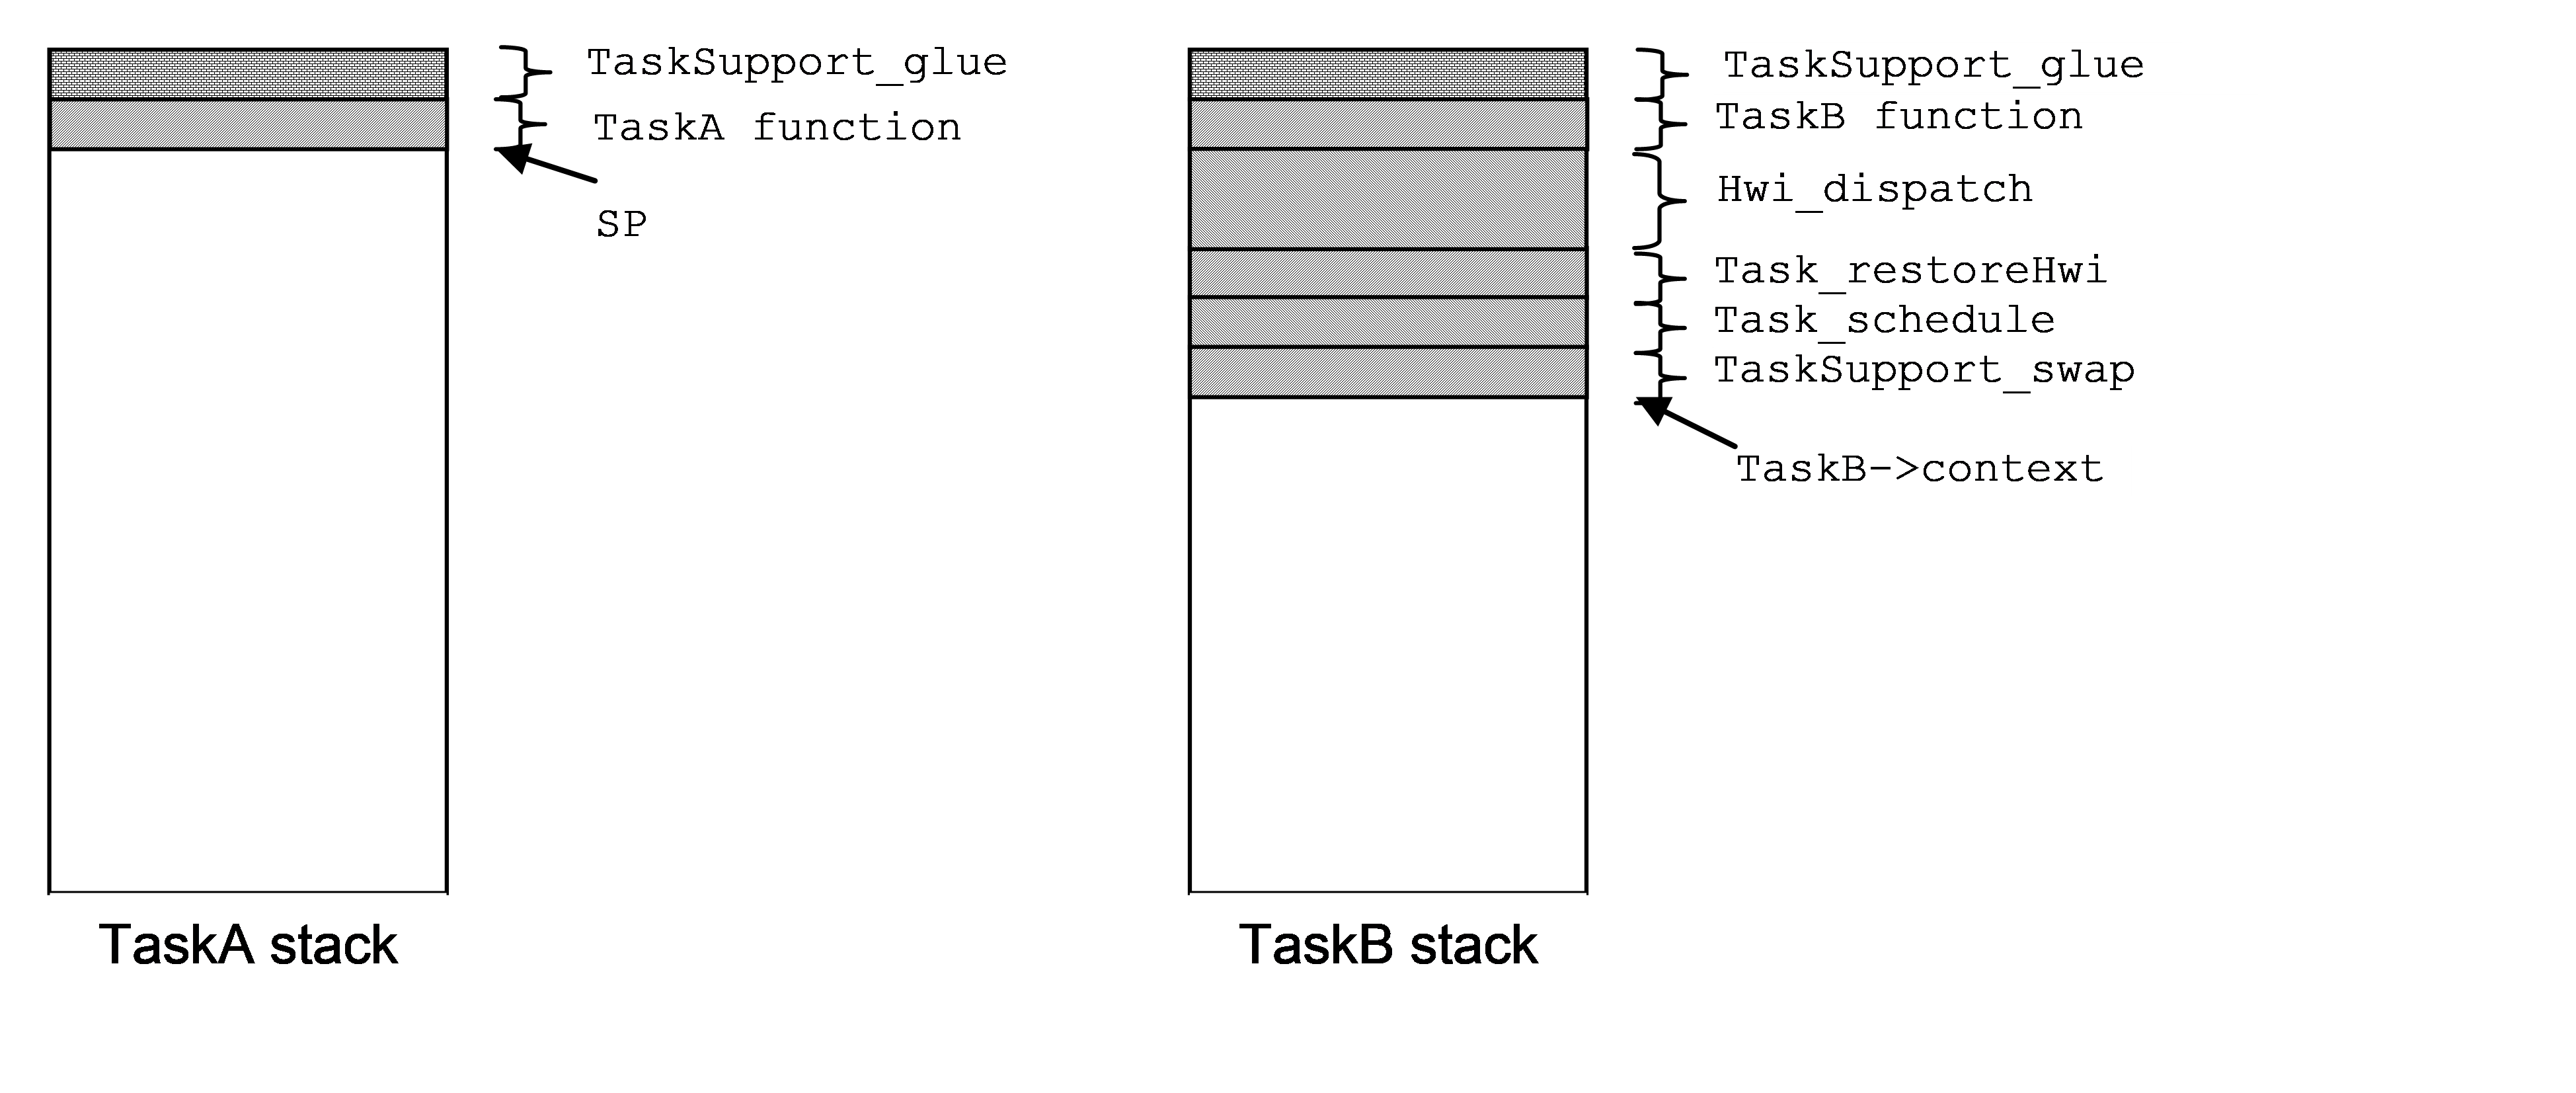 TaskSupport_glue
TaskA function
SP
TaskA stack
TaskSupport_glue
TaskB function
Hwi_dispatch
Task_restoreHwi
Task_schedule
TaskSupport_swap
TaskB->context
TaskB stack